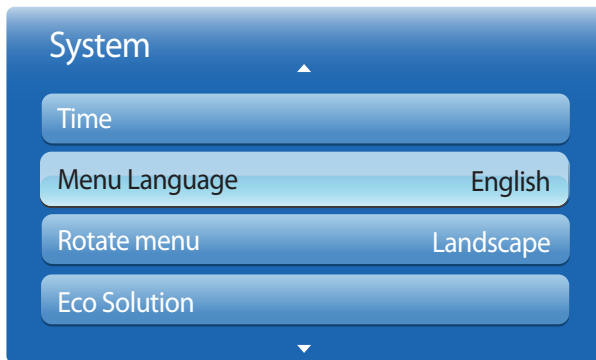 System
Time
Menu Language English
Rotate menu Landscape
Eco Solution